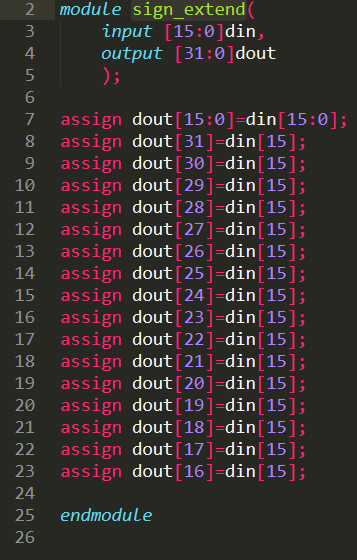 2 module sign_extend(
3 input [15:0]din,
4 output [31:0]dout
5 );
6
7 assign dout[15:0]=din[15:0];
8 assign dout[31]=din[15];
9 assign dout[30]=din[15];
10 assign dout[29]=din[15];
11 assign dout[28]=din[15];
12 assign dout[27]=din[15];
13 assign dout[26]=din[15];
14 assign dout[25]=din[15];
15 assign dout[24]=din[15];
16 assign dout[23]=din[15];
17 assign dout[22]=din[15];
18 assign dout[21]=din[15];
19 assign dout[20]=din[15];
20 assign dout[19]=din[15];
21 assign dout[18]=din[15];
22 assign dout[17]=din[15];
23 assign dout[16]=din[15];
24
25 endmodule
26